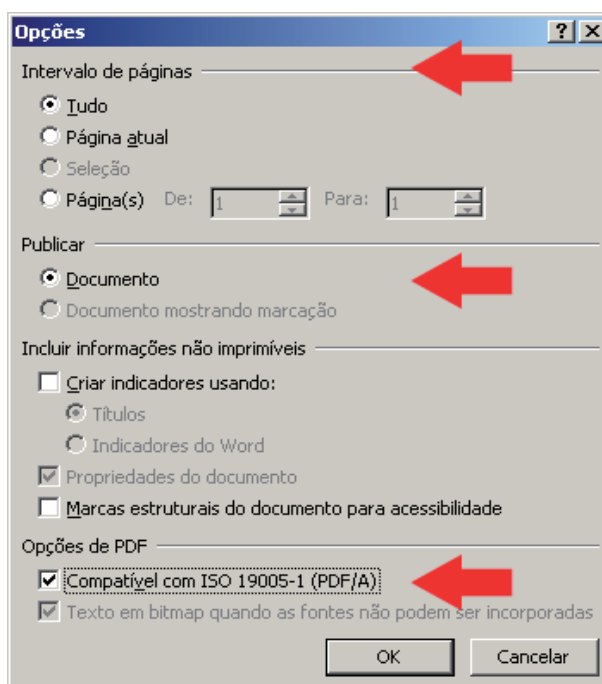 Opções
Intervalo de páginas
Tudo
Página atual
Seleção
Página(s) De: 1 Para: 1
Publicar
Documento
Documento mostrando marcação
Incluir informações não imprimíveis
Criar indicadores usando:
Títulos
Indicadores do Word
Propriedades do documento
Marcas estruturais do documento para acessibilidade
Opções de PDF
Compatível com ISO 19005-1 (PDF/A)
Texto em bitmap quando as fontes não podem ser incorporadas
OK Cancelar